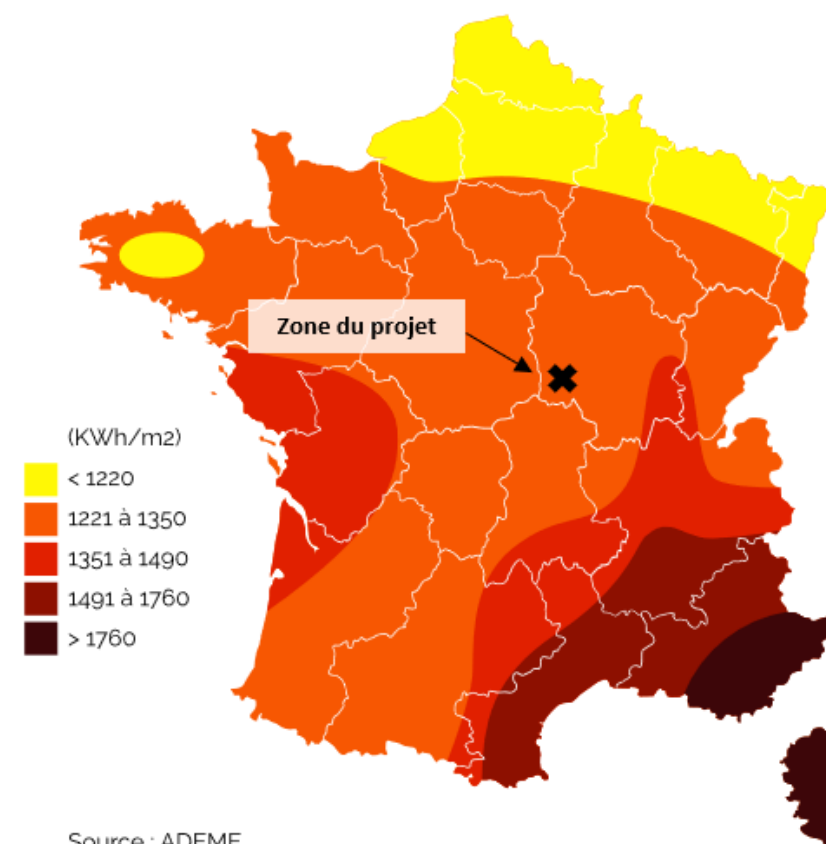 Zone du projet
(KWh/m2)
< 1220
1221 à 1350
1351 à 1490
1491 à 1760
> 1760
Source : ADEME